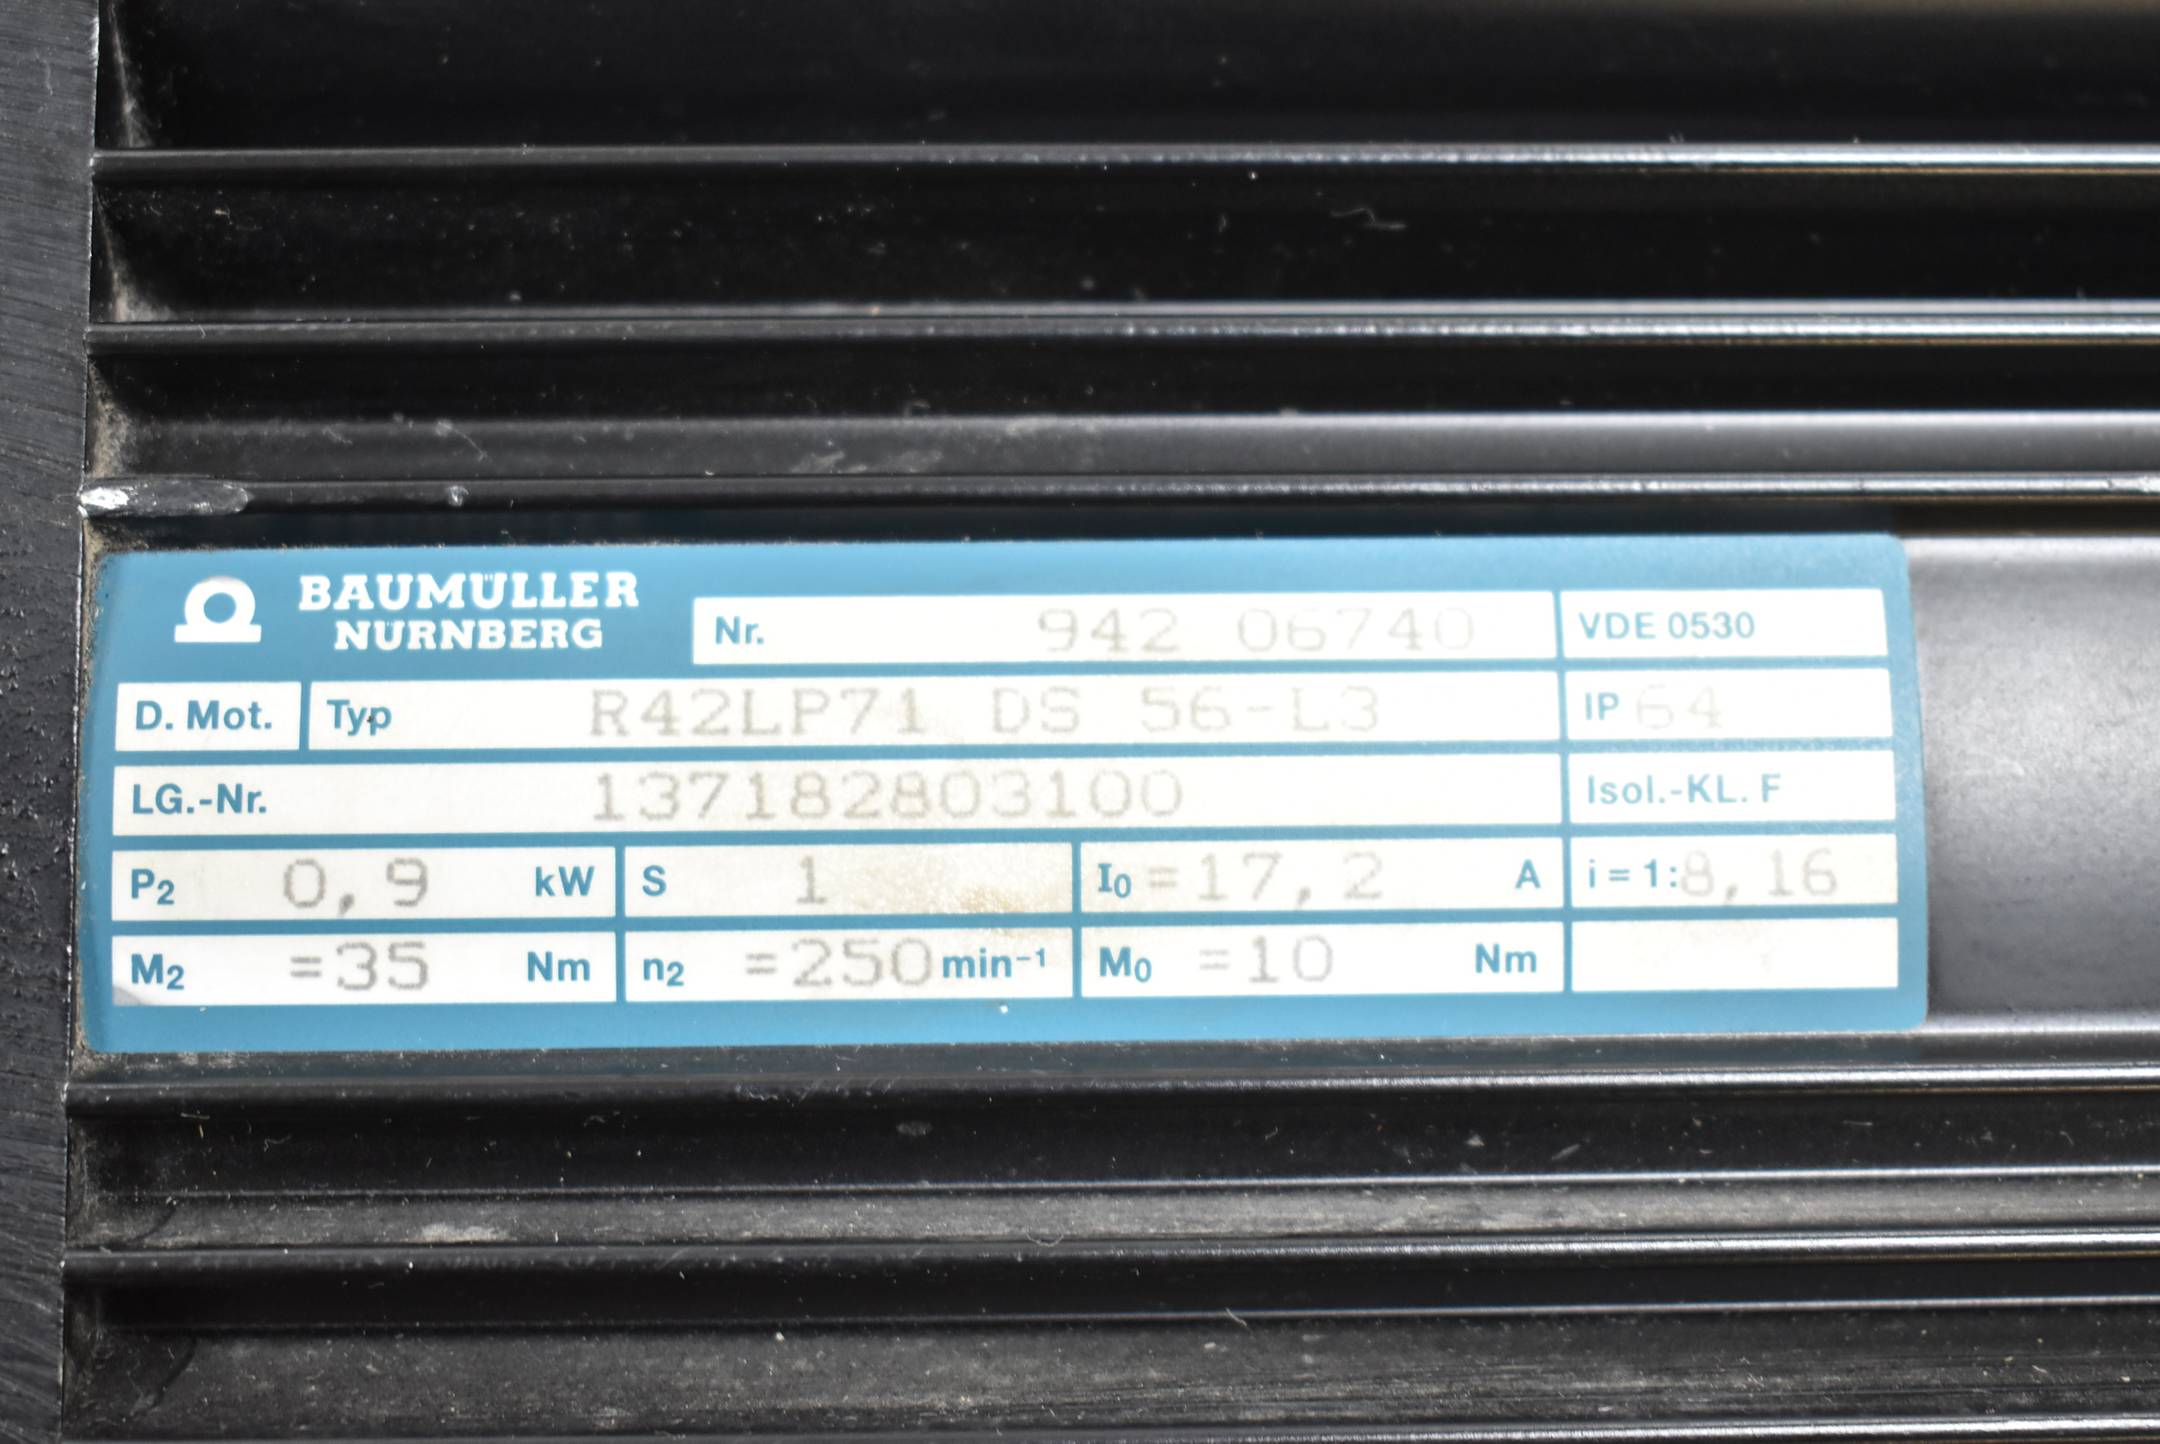 BAUMÜLLER
NÜRNBERG
Nr. 942 06740 VDE 0530
D. Mot. Typ R42LP71 DS 56-L3 IP 64
LG.-Nr. 137182803100 Isol.-KL. F
P2 0,9 kW S 1 I0 =17,2 A i = 1:8,16
M2 =35 Nm n2 =250 min⁻¹ M0 =10 Nm